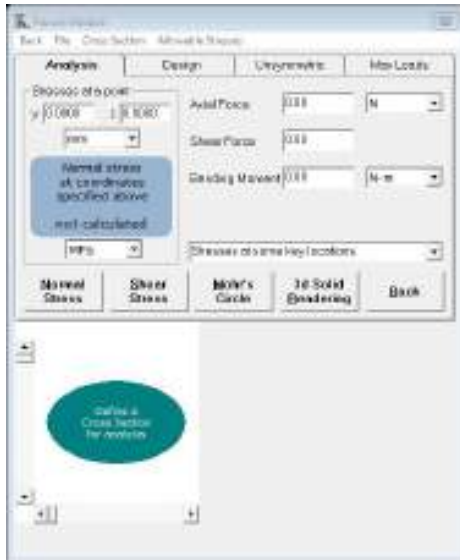 Back File Cross Section Allowable Stresses
Analysis Design Unsymmetric Max Loads
Stresses at a point
y 0.0000 z 0.0000
mm
Normal stress
at coordinates
specified above
not calculated
MPa
Axial Force 0.00 N
Shear Force 0.00
Bending Moment 0.00 N-m
Stresses at some key locations
Normal Stress
Shear Stress
Mohr's Circle
3d Solid Rendering
Back
Define a
Cross Section
for modulus